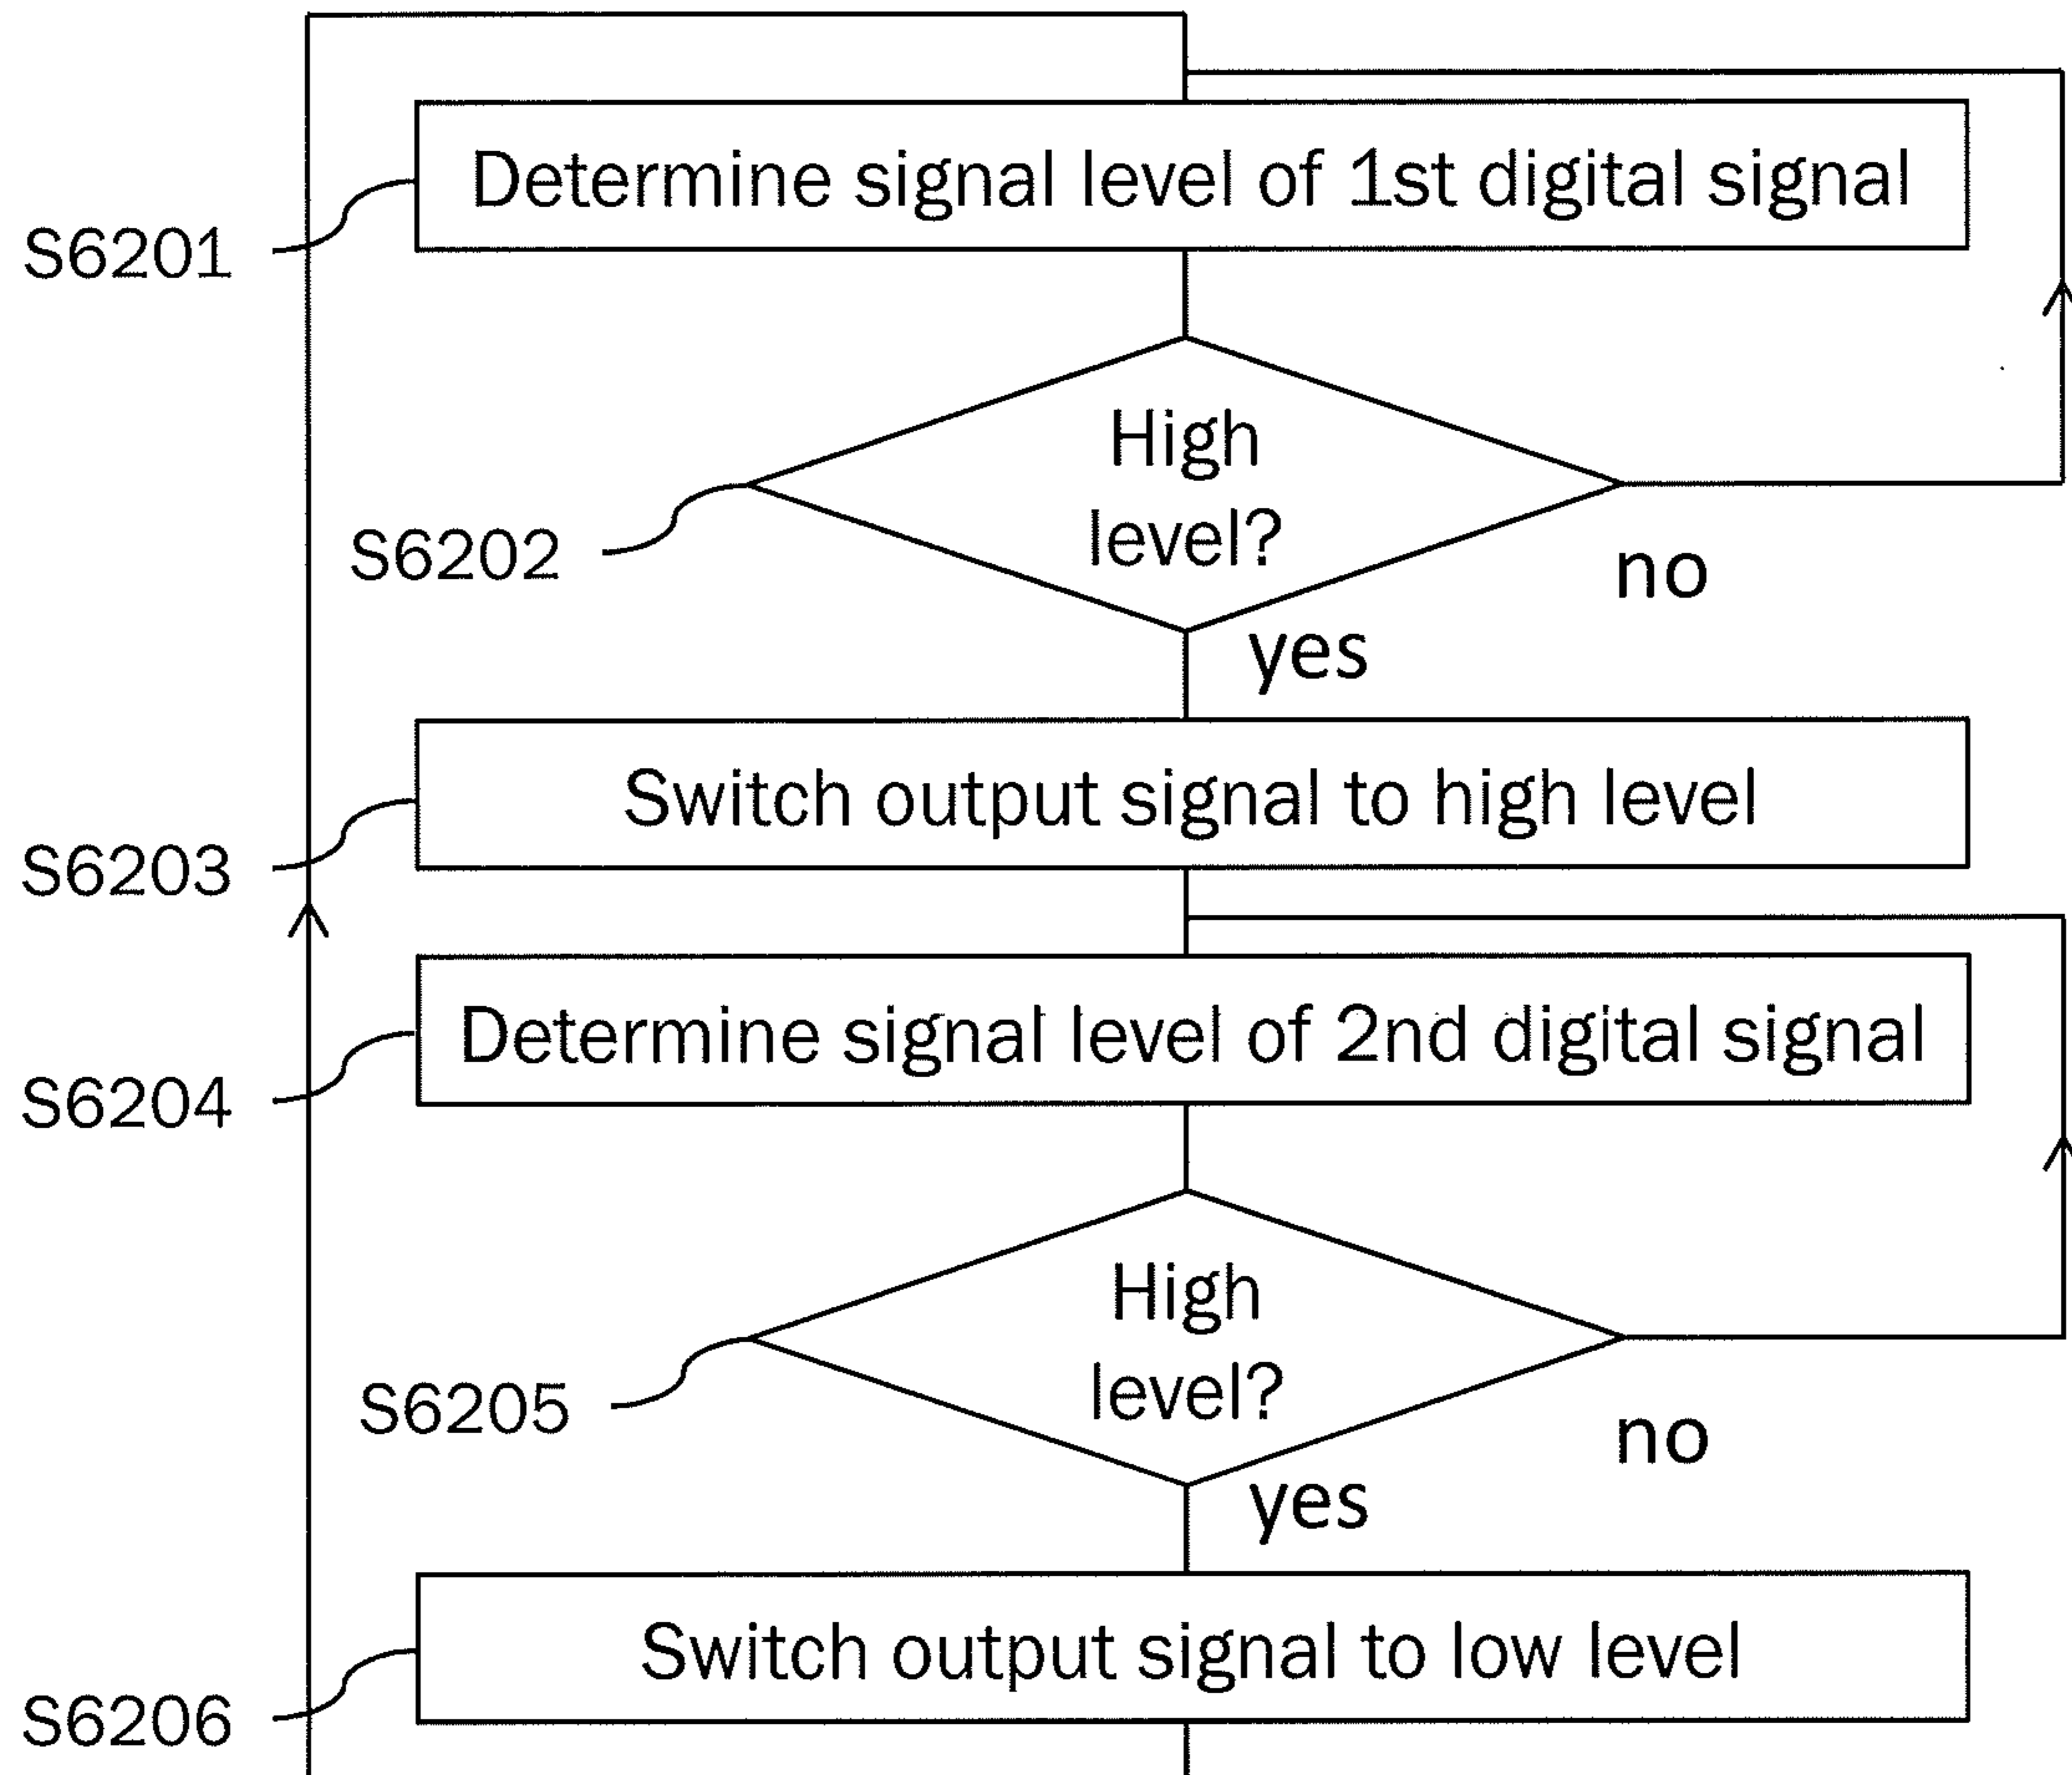 Determine signal level of 1st digital signal
S6201
High
level?
S6202
no
yes
Switch output signal to high level
S6203
Determine signal level of 2nd digital signal
S6204
High
level?
S6205
no
yes
Switch output signal to low level
S6206